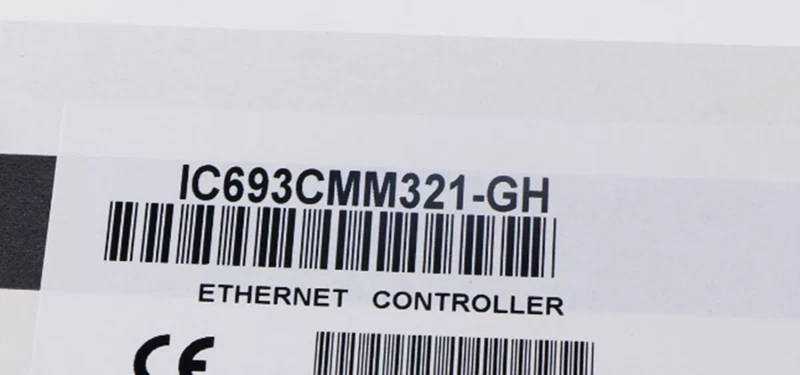 IC693CMM321-GH
ETHERNET CONTROLLER
CE